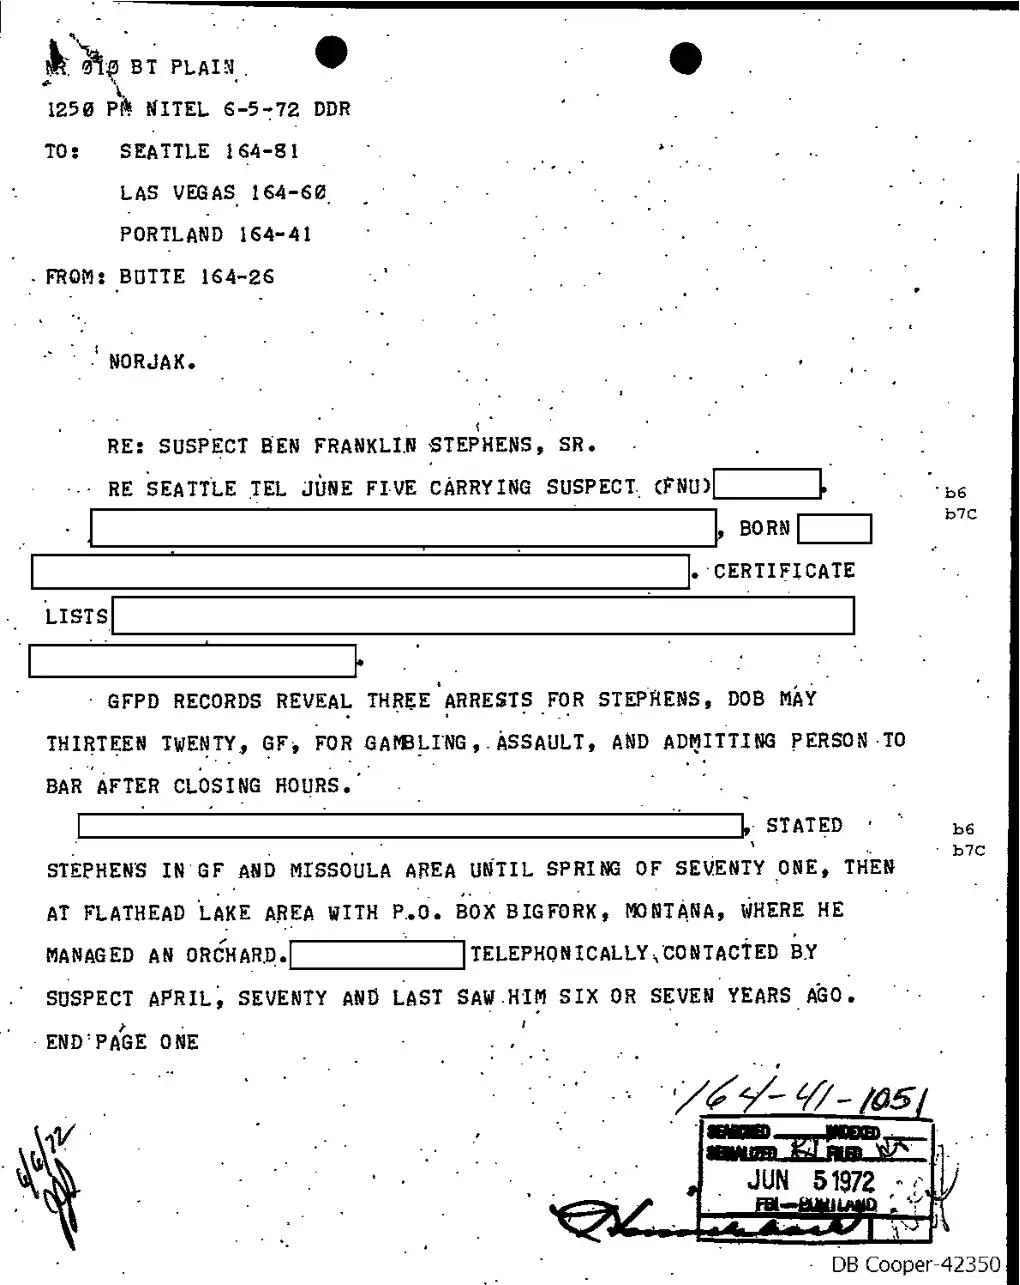 NR 010 BT PLAIN
1250 PM NITEL 6-5-72 DDR
TO: SEATTLE 164-81
LAS VEGAS 164-60
PORTLAND 164-41
FROM: BUTTE 164-26
NORJAK.
RE: SUSPECT BEN FRANKLIN STEPHENS, SR.
RE SEATTLE TEL JUNE FIVE CARRYING SUSPECT (FNU) .
b6
b7C
, BORN
. CERTIFICATE
LISTS
.
GFPD RECORDS REVEAL THREE ARRESTS FOR STEPHENS, DOB MAY
THIRTEEN TWENTY, GF, FOR GAMBLING, ASSAULT, AND ADMITTING PERSON TO
BAR AFTER CLOSING HOURS.
, STATED
b6
b7C
STEPHENS IN GF AND MISSOULA AREA UNTIL SPRING OF SEVENTY ONE, THEN
AT FLATHEAD LAKE AREA WITH P.O. BOX BIGFORK, MONTANA, WHERE HE
MANAGED AN ORCHARD. TELEPHONICALLY CONTACTED BY
SUSPECT APRIL, SEVENTY AND LAST SAW HIM SIX OR SEVEN YEARS AGO.
END PAGE ONE
164-41-1051
SEARCHED INDEXED
SERIALIZED FILED
JUN 5 1972
FBI—PORTLAND
6/6/72
DB Cooper-42350